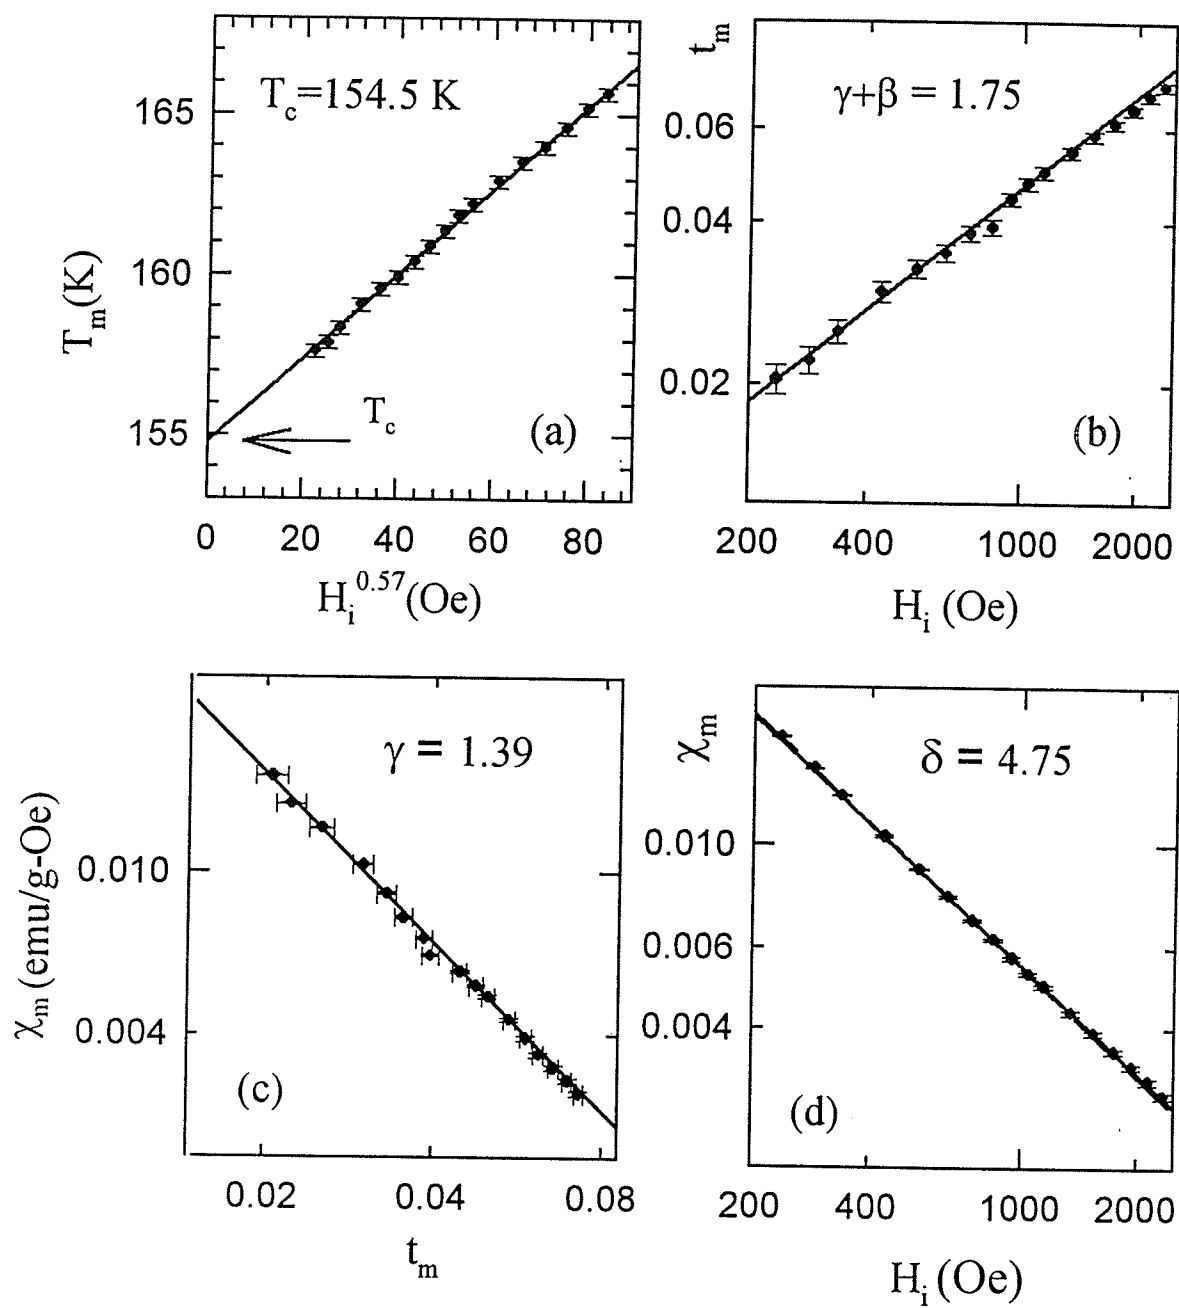 T_c=154.5 K
165
160
155
T_m(K)
T_c
(a)
0 20 40 60 80
H_i^0.57(Oe)
t_m
γ+β = 1.75
0.06
0.04
0.02
(b)
200 400 1000 2000
H_i (Oe)
γ = 1.39
χ_m (emu/g-Oe)
0.010
0.004
(c)
0.02 0.04 0.08
t_m
χ_m
δ = 4.75
0.010
0.006
0.004
(d)
200 400 1000 2000
H_i (Oe)